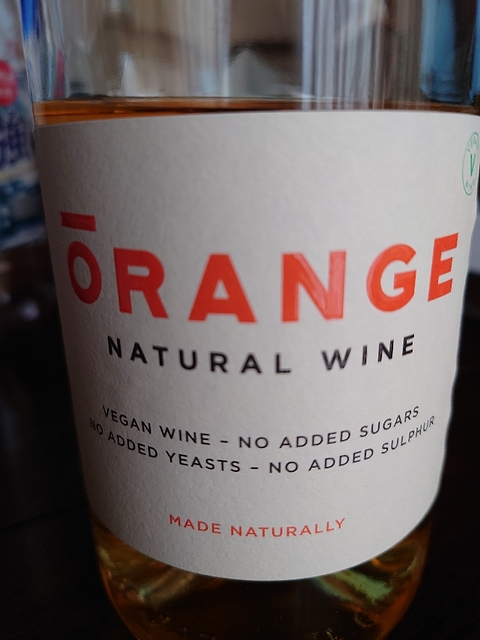 ŌRANGE
NATURAL WINE
VEGAN WINE – NO ADDED SUGARS
NO ADDED YEASTS – NO ADDED SULPHUR
MADE NATURALLY
V